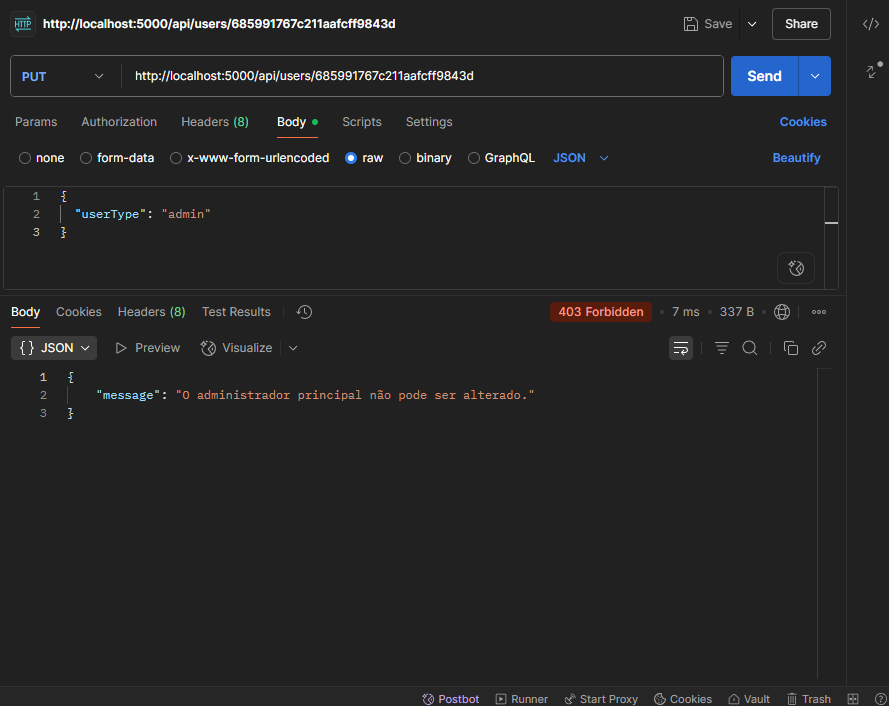 HTTP http://localhost:5000/api/users/685991767c211aafcff9843d Save Share
PUT http://localhost:5000/api/users/685991767c211aafcff9843d Send
Params Authorization Headers (8) Body Scripts Settings Cookies
none form-data x-www-form-urlencoded raw binary GraphQL JSON Beautify
1 {
2 "userType": "admin"
3 }
Body Cookies Headers (8) Test Results 403 Forbidden 7 ms 337 B
{} JSON Preview Visualize
1 {
2 "message": "O administrador principal não pode ser alterado."
3 }
Postbot Runner Start Proxy Cookies Vault Trash